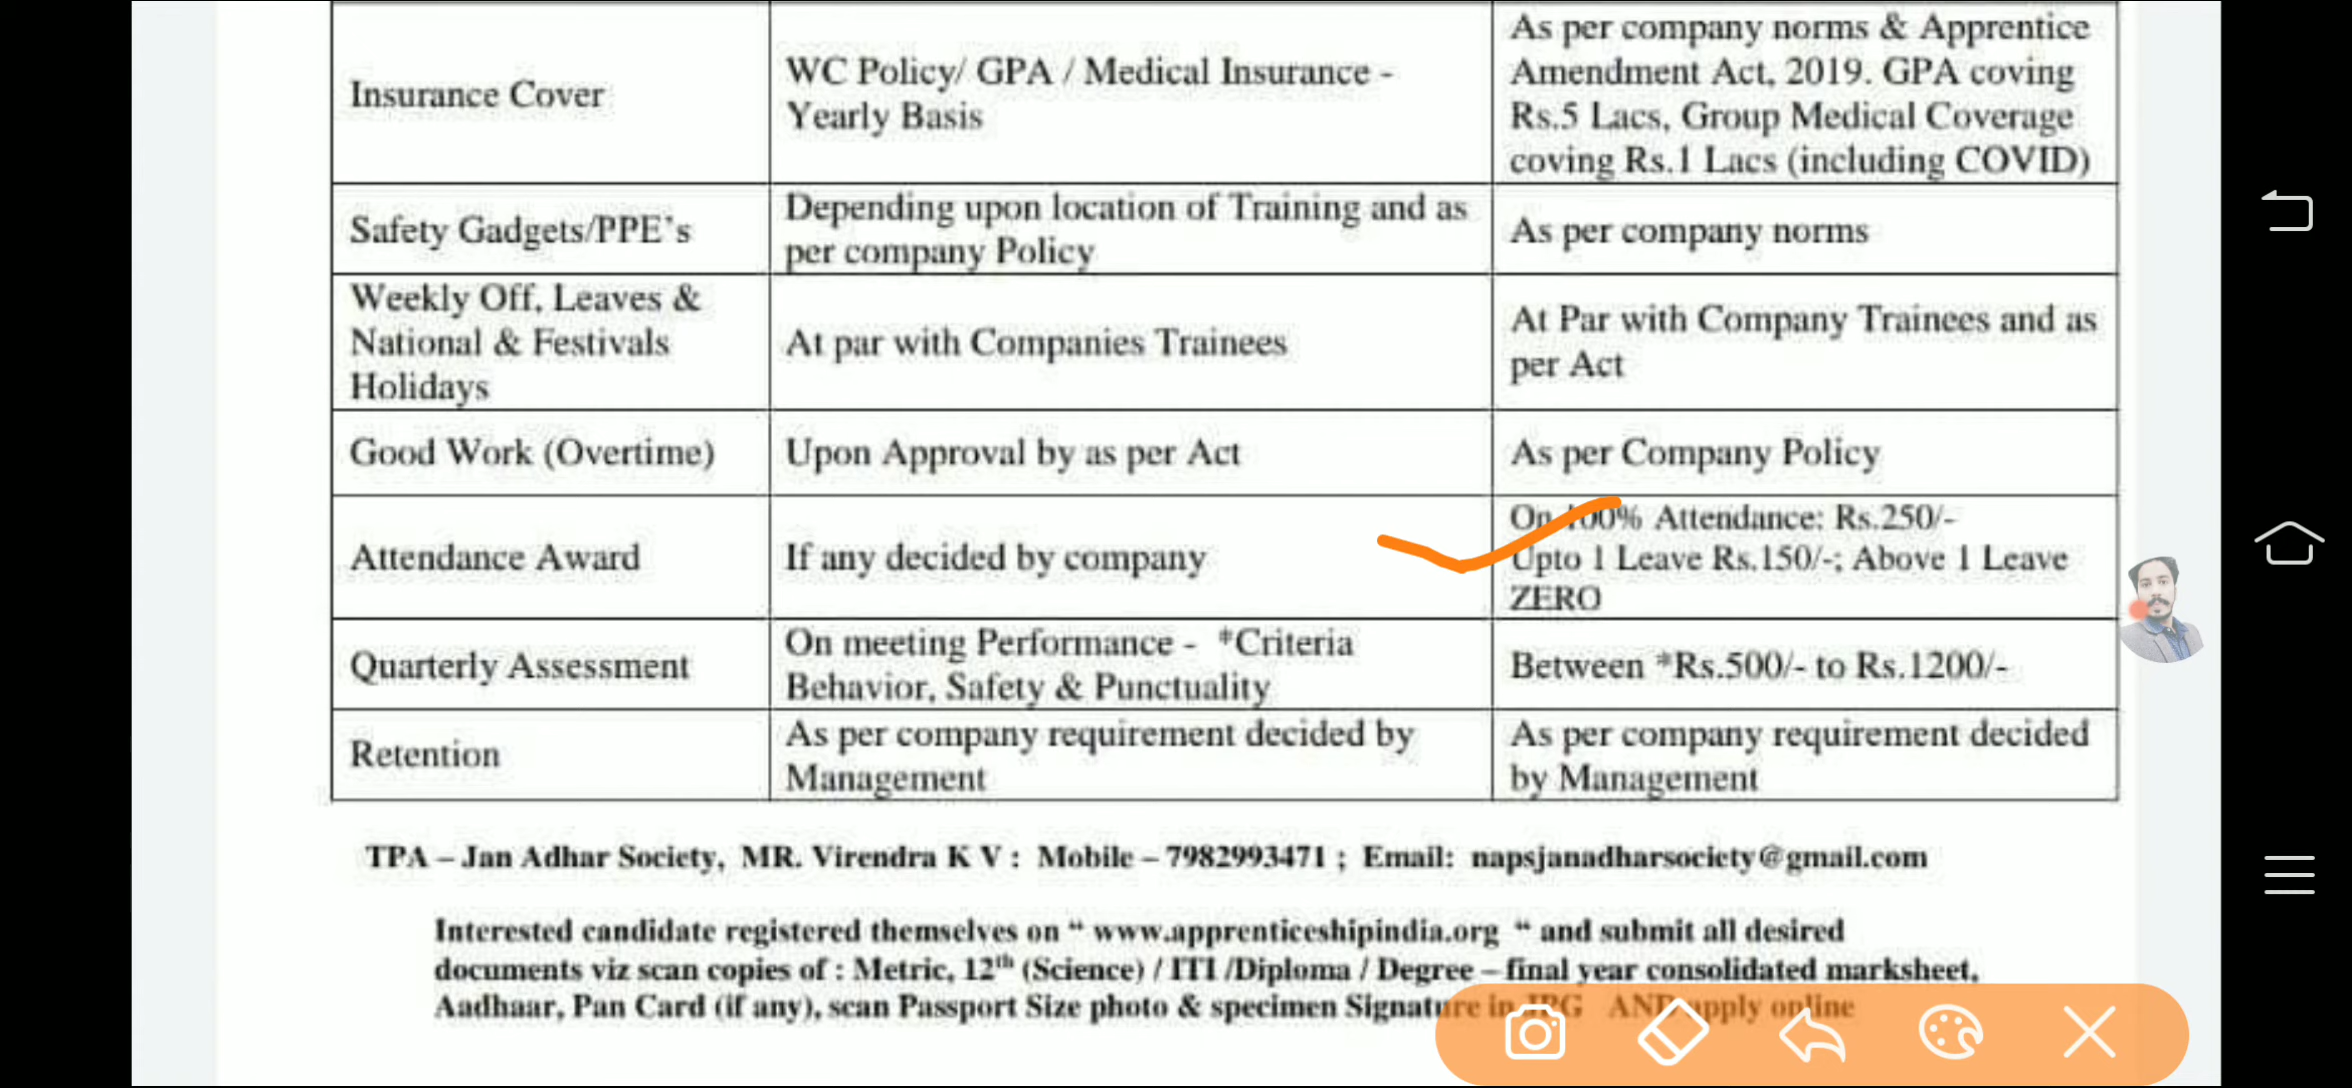 Insurance Cover
WC Policy/ GPA / Medical Insurance -
Yearly Basis
As per company norms & Apprentice
Amendment Act, 2019. GPA coving
Rs.5 Lacs, Group Medical Coverage
coving Rs.1 Lacs (including COVID)
Safety Gadgets/PPE's
Depending upon location of Training and as
per company Policy
As per company norms
Weekly Off, Leaves &
National & Festivals
Holidays
At par with Companies Trainees
At Par with Company Trainees and as
per Act
Good Work (Overtime)
Upon Approval by as per Act
As per Company Policy
Attendance Award
If any decided by company
On 100% Attendance: Rs.250/-
Upto 1 Leave Rs.150/-; Above 1 Leave
ZERO
Quarterly Assessment
On meeting Performance - *Criteria
Behavior, Safety & Punctuality
Between *Rs.500/- to Rs.1200/-
Retention
As per company requirement decided by
Management
As per company requirement decided
by Management
TPA – Jan Adhar Society, MR. Virendra K V : Mobile – 7982993471 ; Email: napsjanadharsociety@gmail.com
Interested candidate registered themselves on “ www.apprenticeshipindia.org “ and submit all desired
documents viz scan copies of : Metric, 12th (Science) / ITI /Diploma / Degree – final year consolidated marksheet,
Aadhaar, Pan Card (if any), scan Passport Size photo & specimen Signature in JPG AND apply online